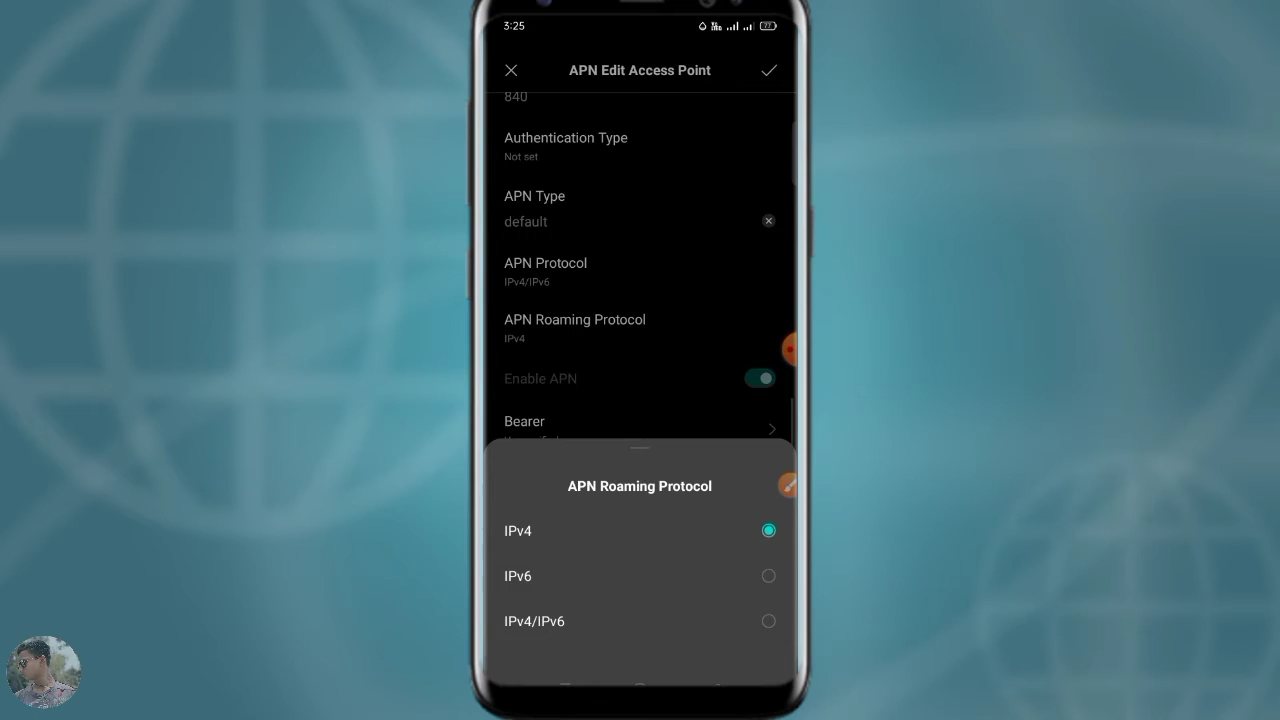 3:25
77
APN Edit Access Point
840
Authentication Type
Not set
APN Type
default
APN Protocol
IPv4/IPv6
APN Roaming Protocol
IPv4
Enable APN
Bearer
APN Roaming Protocol
IPv4
IPv6
IPv4/IPv6